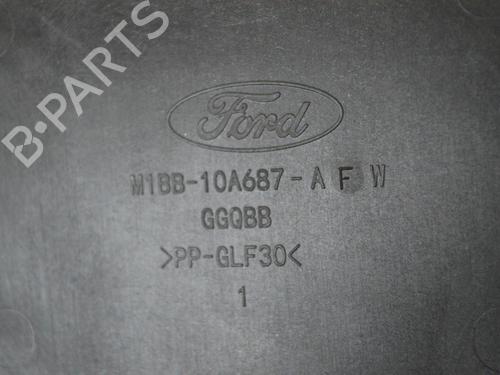 B-PARTS
Ford
M1BB-10A687-A F W
GGQBB
>PP-GLF30<
1